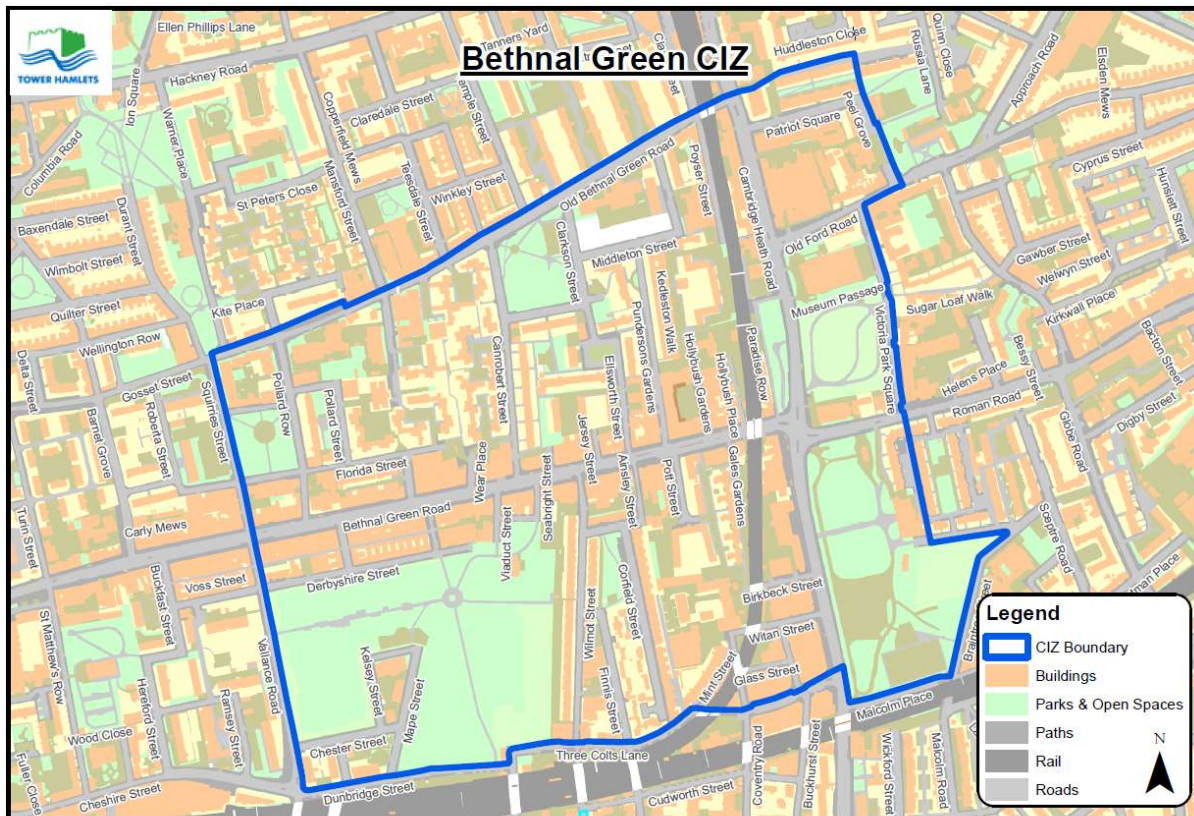 TOWER HAMLETS
Bethnal Green CIZ
Ellen Phillips Lane
Tanners Yard
Huddleston Close
Russia Lane
Quinn Close
Approach Road
Elsden Mews
Hackney Road
Ion Square
Warner Place
Copperfield Mews
Claredale Street
Columbia Road
Mansford Street
Teesdale Street
Winkley Street
Old Bethnal Green Road
Poyser Street
Patriot Square
Peel Grove
Cyprus Street
Hunslett Street
St Peters Close
Baxendale Street
Durant Street
Wimbolt Street
Quilter Street
Kite Place
Wellington Row
Clarkson Street
Middleton Street
Cambridge Heath Road
Old Ford Road
Gawber Street
Welwyn Street
Museum Passage
Sugar Loaf Walk
Kirkwall Place
Bacton Street
Delta Street
Gosset Street
Squirries Street
Pollard Row
Pollard Street
Canrobert Street
Ellsworth Street
Pundersons Gardens
Kedleston Walk
Hollybush Gardens
Hollybush Place
Paradise Row
Victoria Park Square
Helens Place
Bessy Street
Roman Road
Globe Road
Digby Street
Barnet Grove
Roberta Street
Florida Street
Wear Place
Jersey Street
Ainsley Street
Pott Street
Gales Gardens
Turin Street
Carly Mews
Bethnal Green Road
Seabright Street
Viaduct Street
Sceptre Road
Voss Street
Derbyshire Street
Buckfast Street
St Matthew's Row
Hereford Street
Ramsey Street
Vallance Road
Kelsey Street
Mape Street
Wilmot Street
Corfield Street
Finnis Street
Birkbeck Street
Witan Street
Glass Street
Mint Street
Malcolm Place
Wood Close
Chester Street
Fuller Close
Cheshire Street
Dunbridge Street
Three Colts Lane
Cudworth Street
Coventry Road
Buckhurst Street
Wickford Street
Malcolm Road
Legend
CIZ Boundary
Buildings
Parks & Open Spaces
Paths
Rail
Roads
N